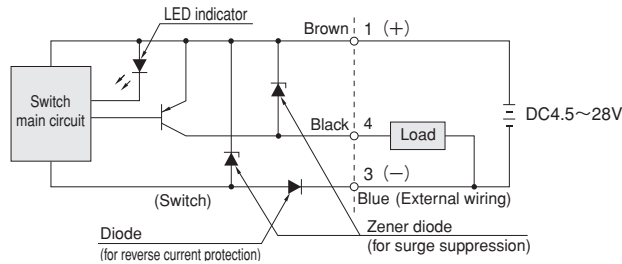 LED indicator
Brown 1 (+)
Switch
main circuit
DC4.5～28V
Black 4
Load
3 (−)
(Switch)
Blue (External wiring)
Diode
(for reverse current protection)
Zener diode
(for surge suppression)